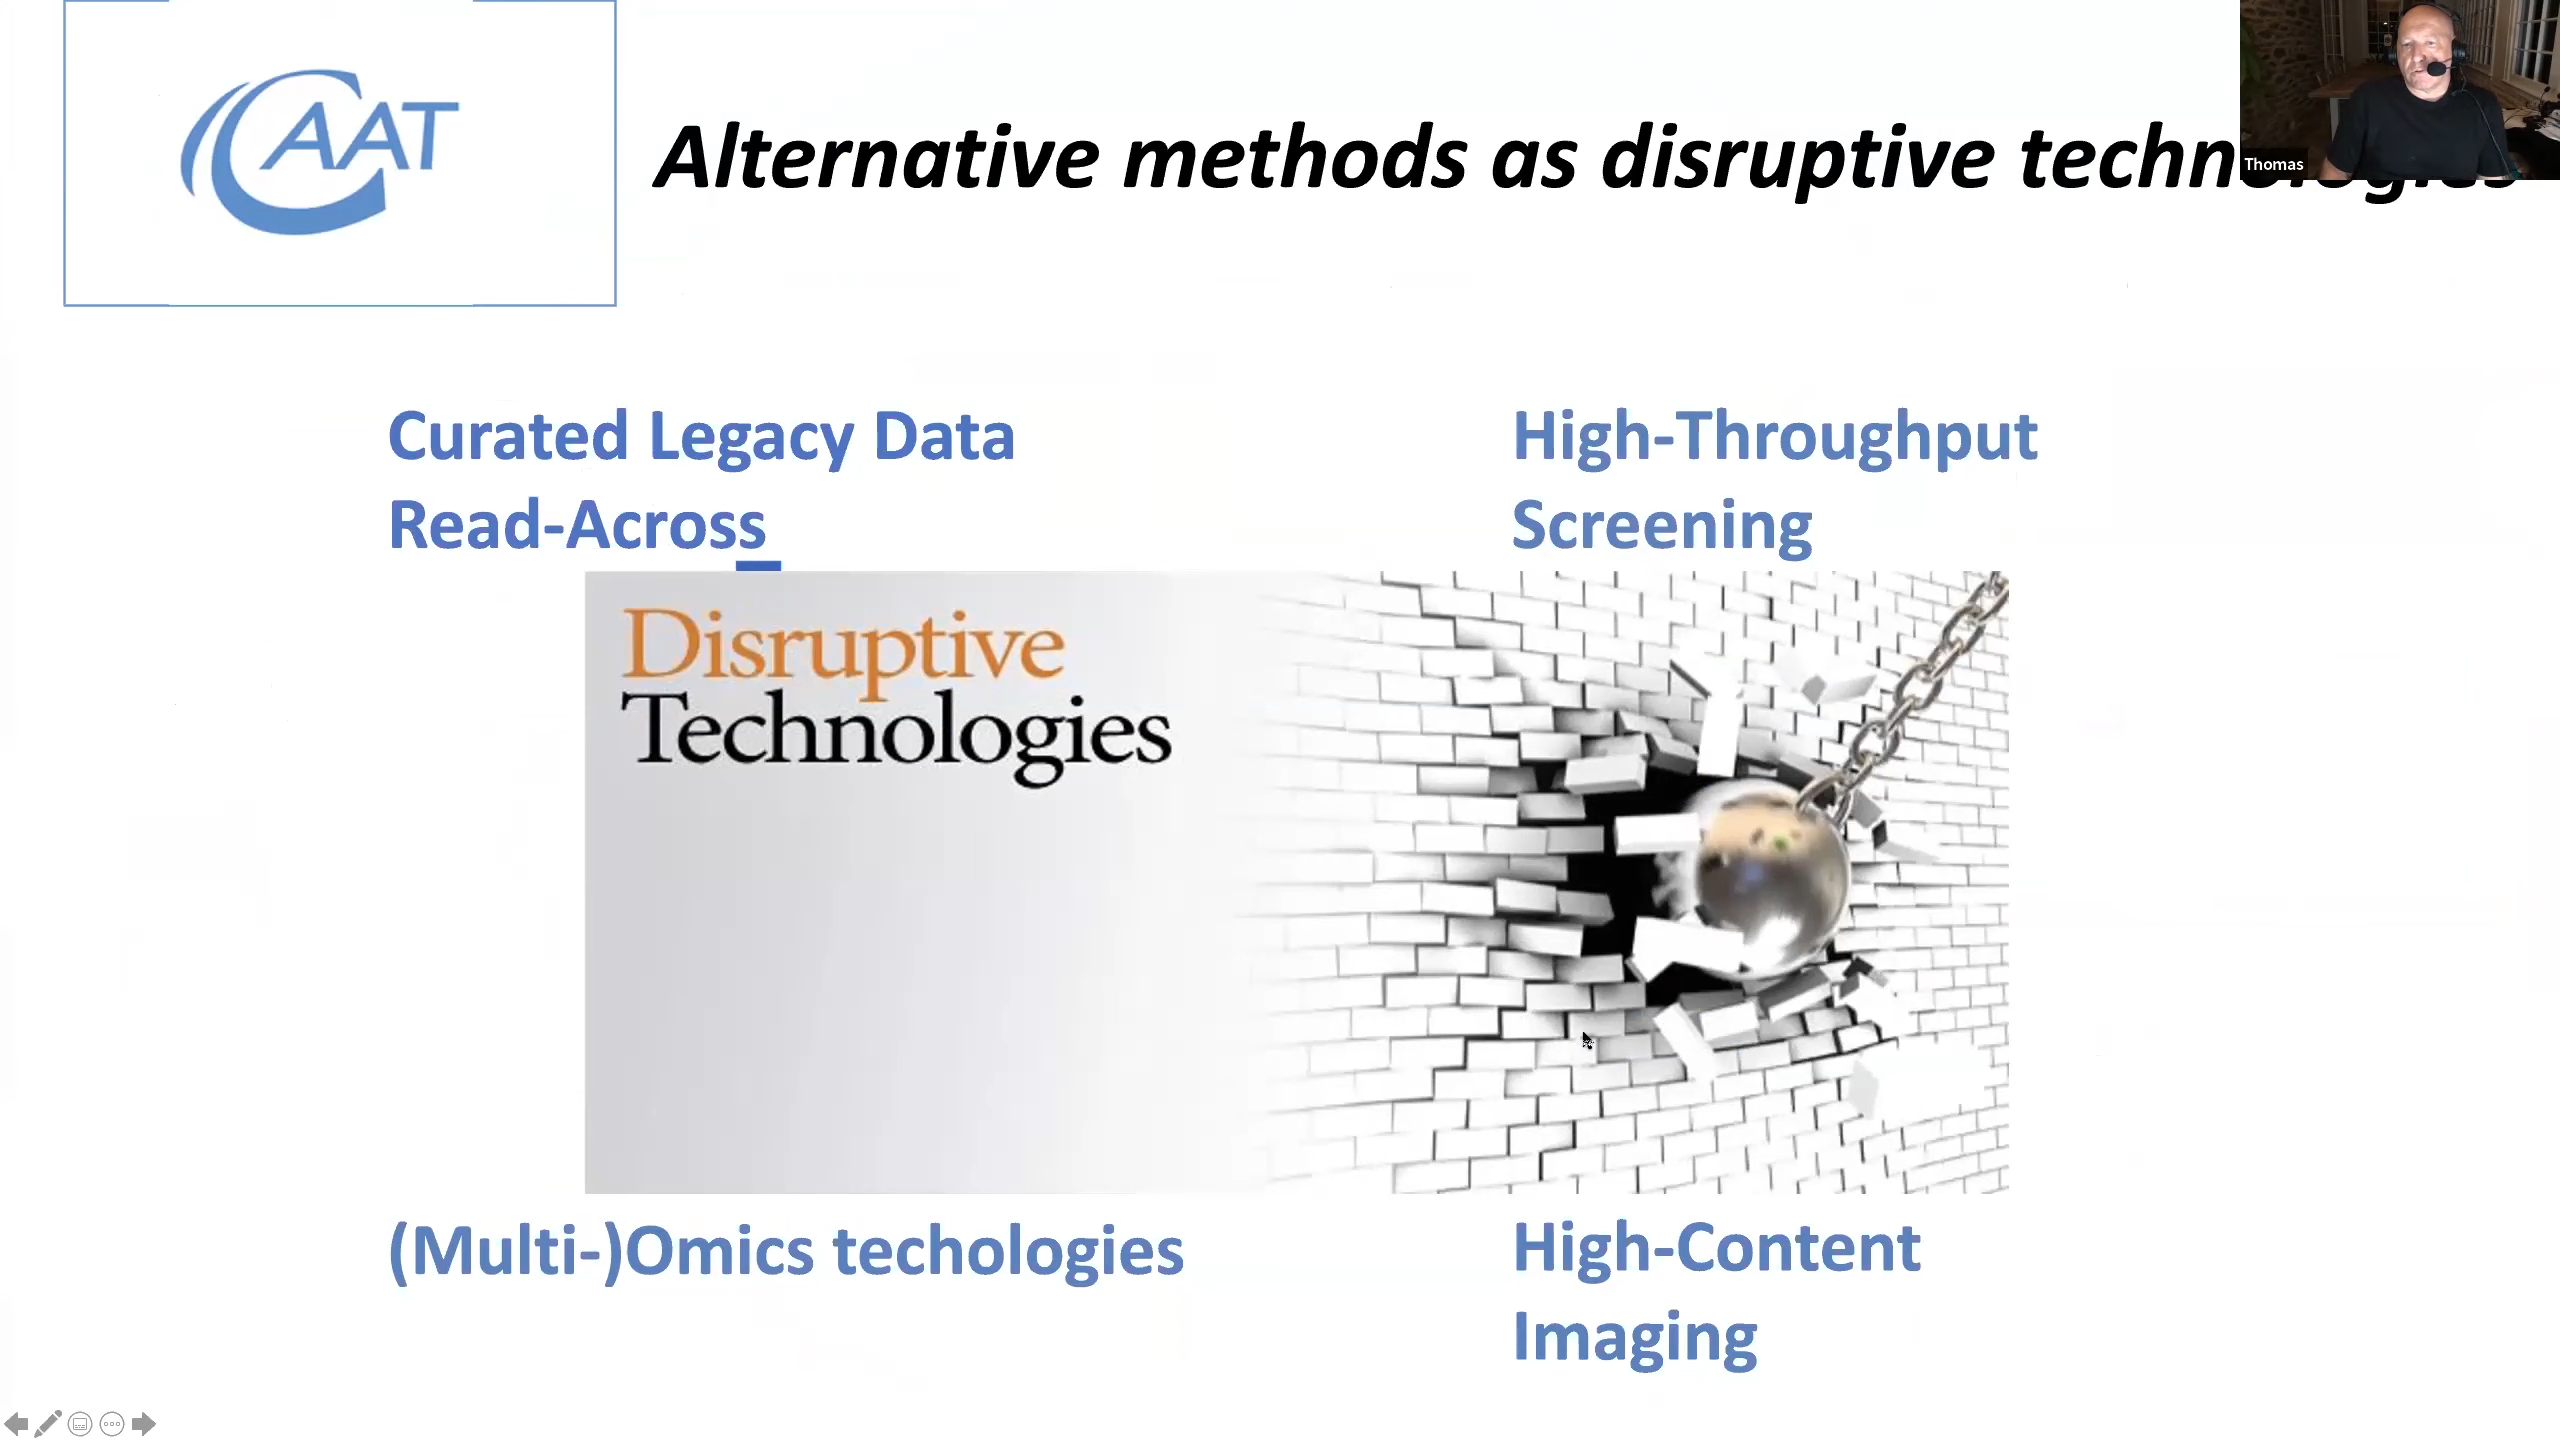 CAAT
Alternative methods as disruptive technologies
Thomas
Curated Legacy Data
Read-Across
High-Throughput
Screening
Disruptive
Technologies
(Multi-)Omics techologies
High-Content
Imaging